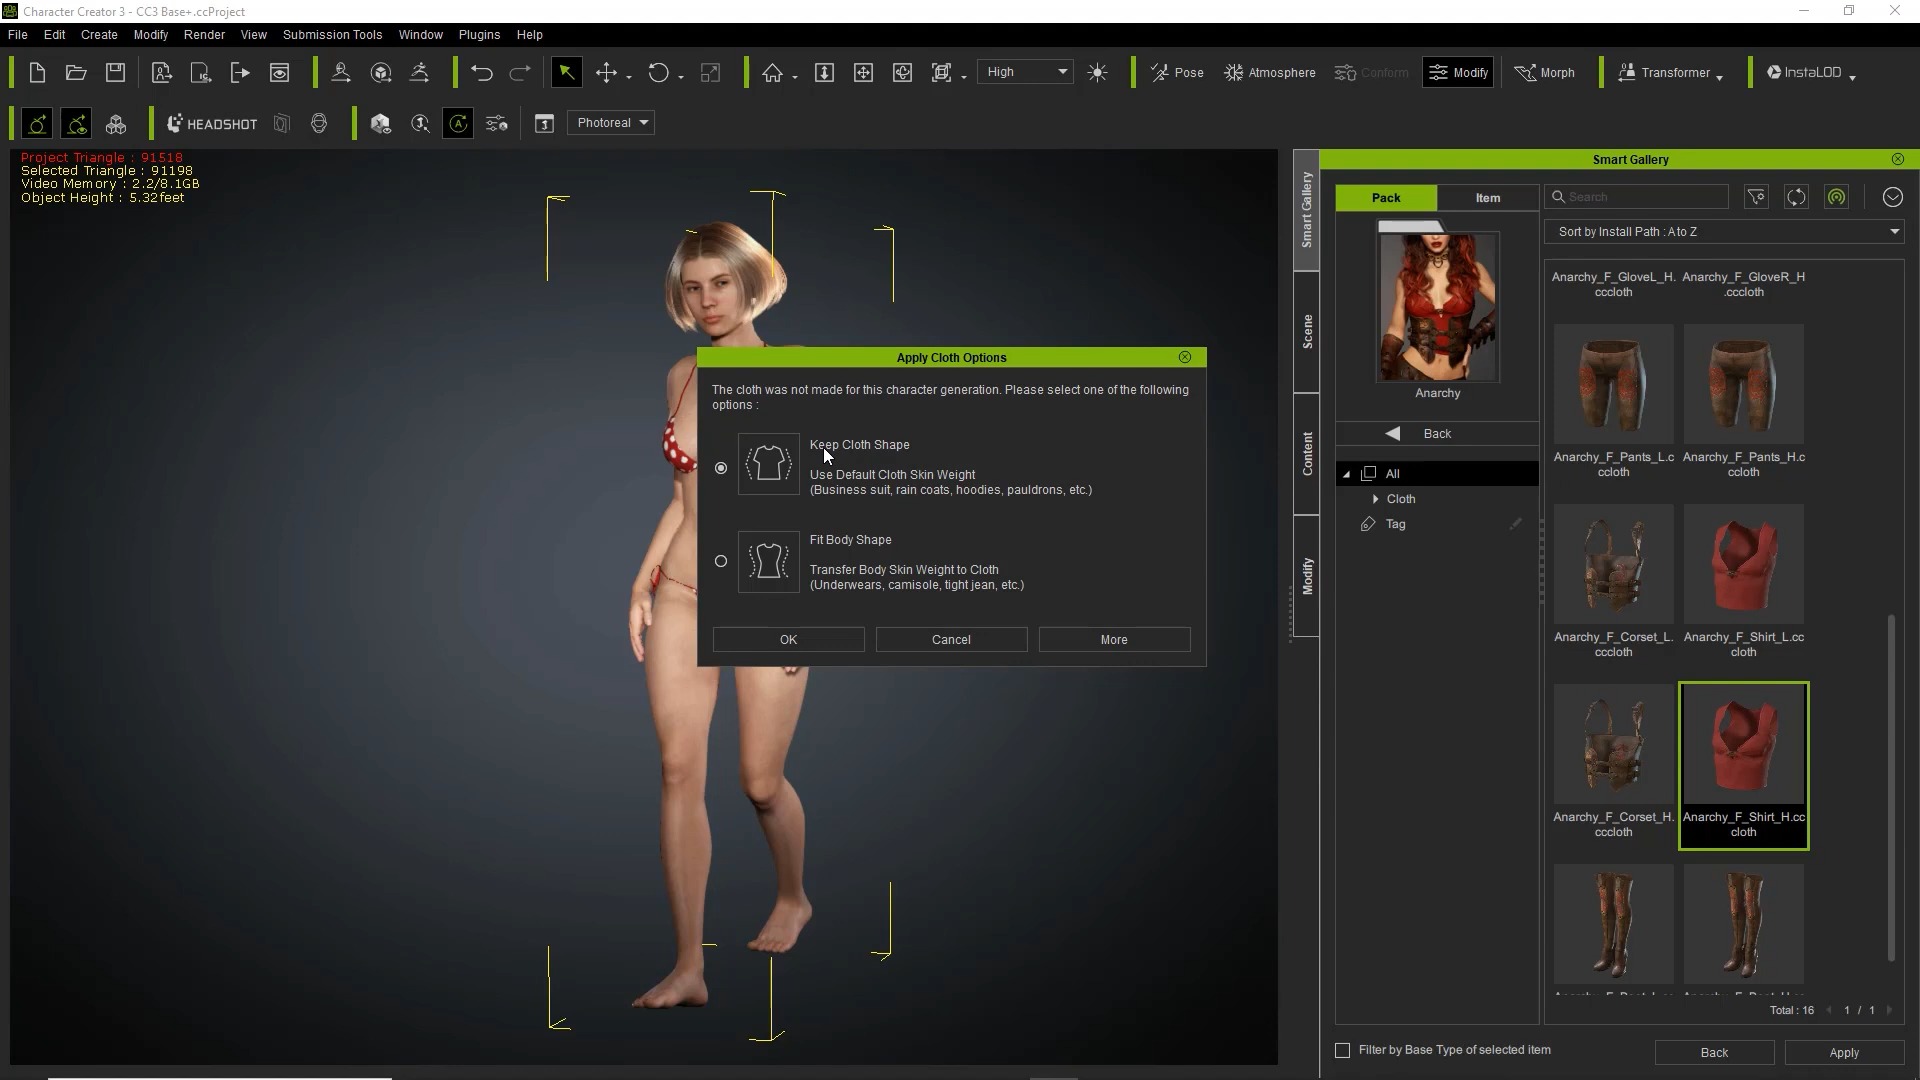 Character Creator 3 - CC3 Base+.ccProject
File Edit Create Modify Render View Submission Tools Window Plugins Help
High Pose Atmosphere Conform Modify Morph Transformer InstaLOD
HEADSHOT Photoreal
Project Triangle : 91518
Selected Triangle : 91198
Video Memory : 2.2/8.1GB
Object Height : 5.32feet
Apply Cloth Options
The cloth was not made for this character generation. Please select one of the following
options :
Keep Cloth Shape
Use Default Cloth Skin Weight
(Business suit, rain coats, hoodies, pauldrons, etc.)
Fit Body Shape
Transfer Body Skin Weight to Cloth
(Underwears, camisole, tight jean, etc.)
OK Cancel More
Smart Gallery
Scene
Content
Modify
Smart Gallery
Pack Item Search
Sort by Install Path : A to Z
Anarchy
Back
All
Cloth
Tag
Anarchy_F_GloveL_H. Anarchy_F_GloveR_H
cccloth .cccloth
Anarchy_F_Pants_L.c Anarchy_F_Pants_H.c
ccloth ccloth
Anarchy_F_Corset_L. Anarchy_F_Shirt_L.cc
cccloth cloth
Anarchy_F_Corset_H. Anarchy_F_Shirt_H.cc
cccloth cloth
Total : 16 1 / 1
Filter by Base Type of selected item
Back Apply